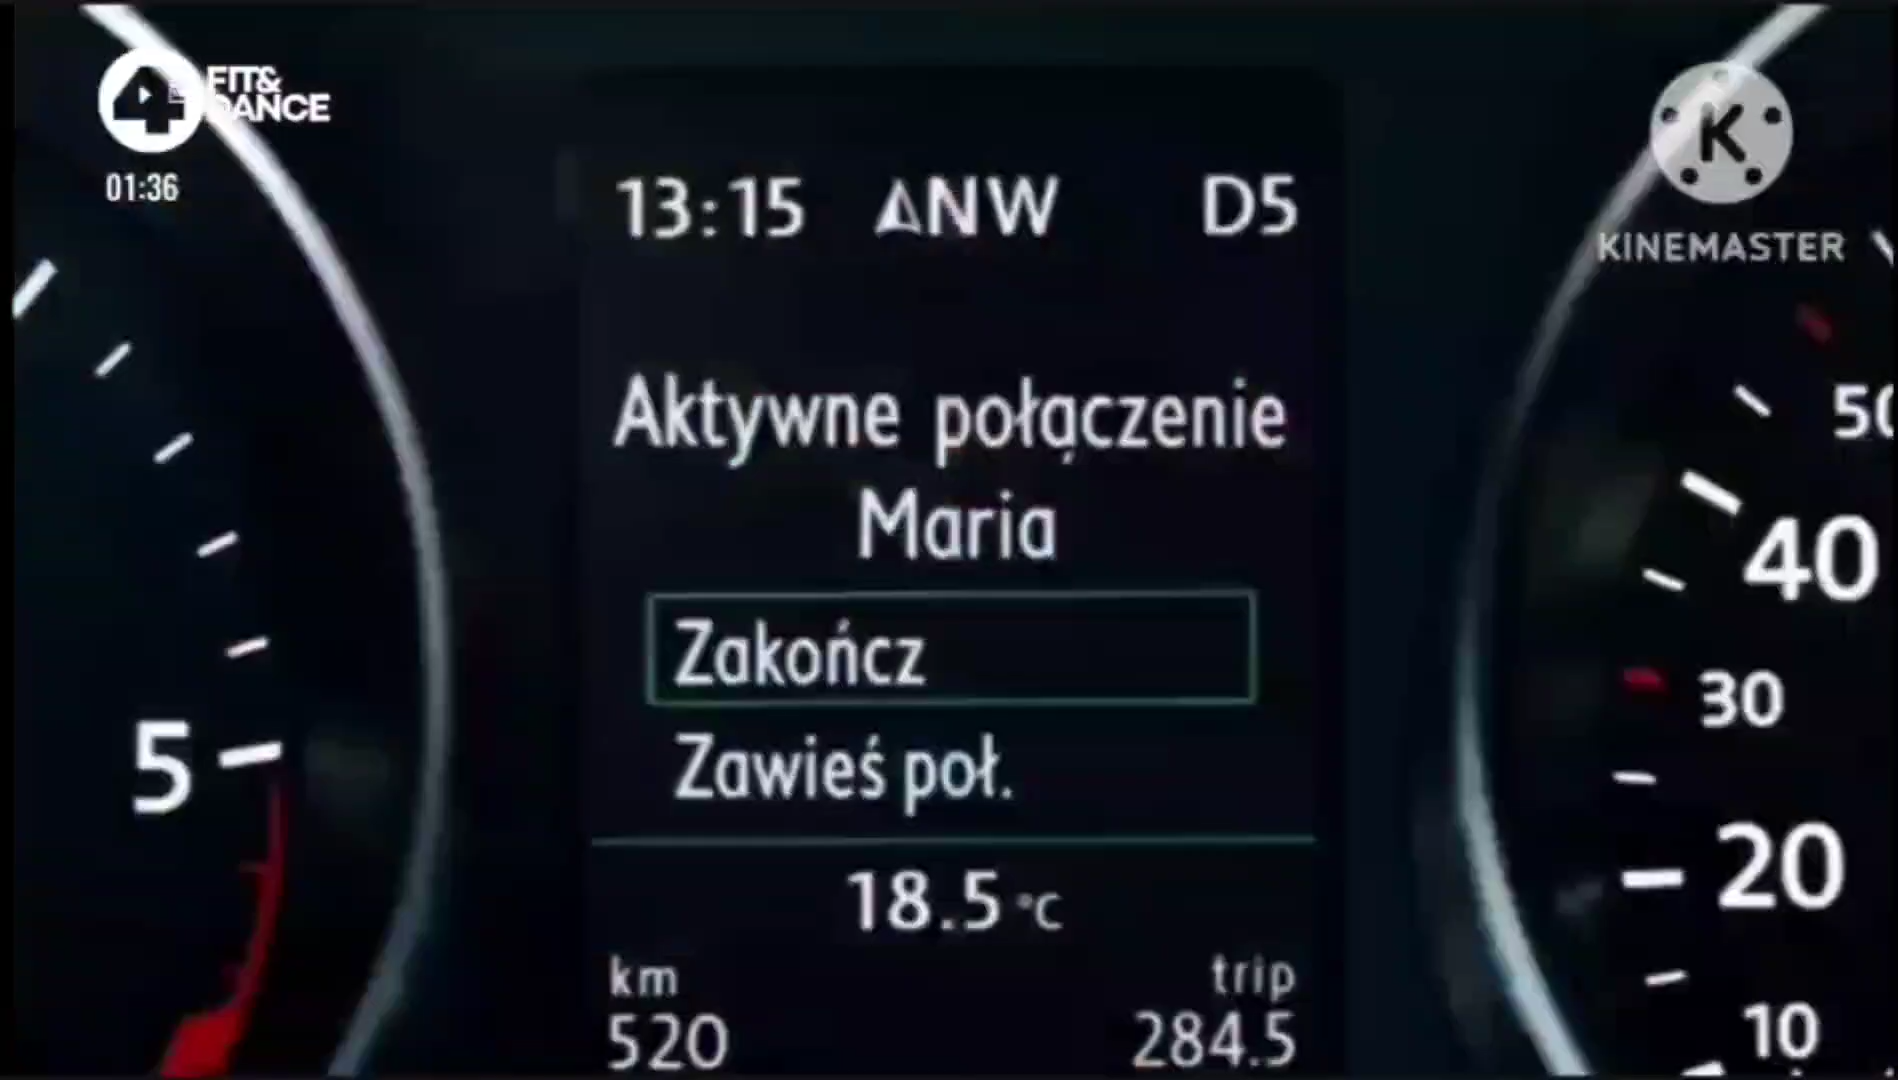 4
FIT&
DANCE
01:36
K
KINEMASTER
13:15 NW D5
Aktywne połączenie
Maria
Zakończ
Zawieś poł.
18.5 °C
km trip
520 284.5
5
50
40
30
20
10